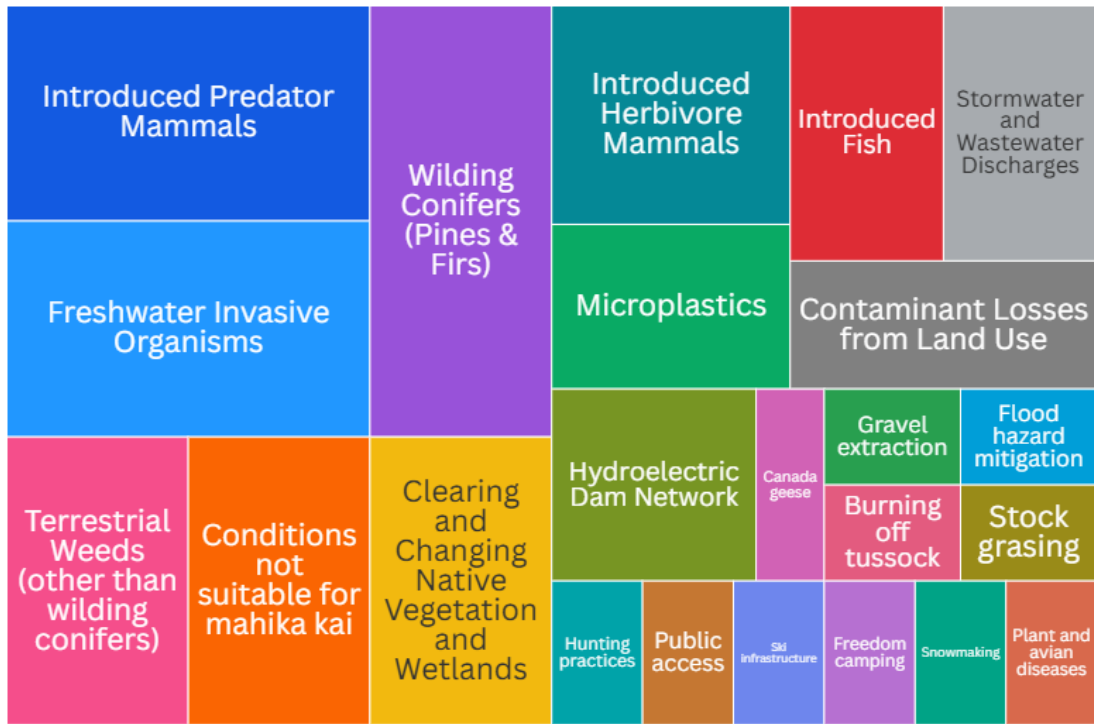 Introduced Predator
Mammals
Freshwater Invasive
Organisms
Terrestrial
Weeds
(other than
wilding
conifers)
Conditions
not
suitable for
mahika kai
Wilding
Conifers
(Pines &
Firs)
Clearing
and
Changing
Native
Vegetation
and
Wetlands
Introduced
Herbivore
Mammals
Microplastics
Introduced
Fish
Stormwater
and
Wastewater
Discharges
Contaminant Losses
from Land Use
Hydroelectric
Dam Network
Canada
geese
Gravel
extraction
Flood
hazard
mitigation
Burning
off
tussock
Stock
grasing
Hunting
practices
Public
access
Ski
infrastructure
Freedom
camping
Snowmaking
Plant and
avian
diseases